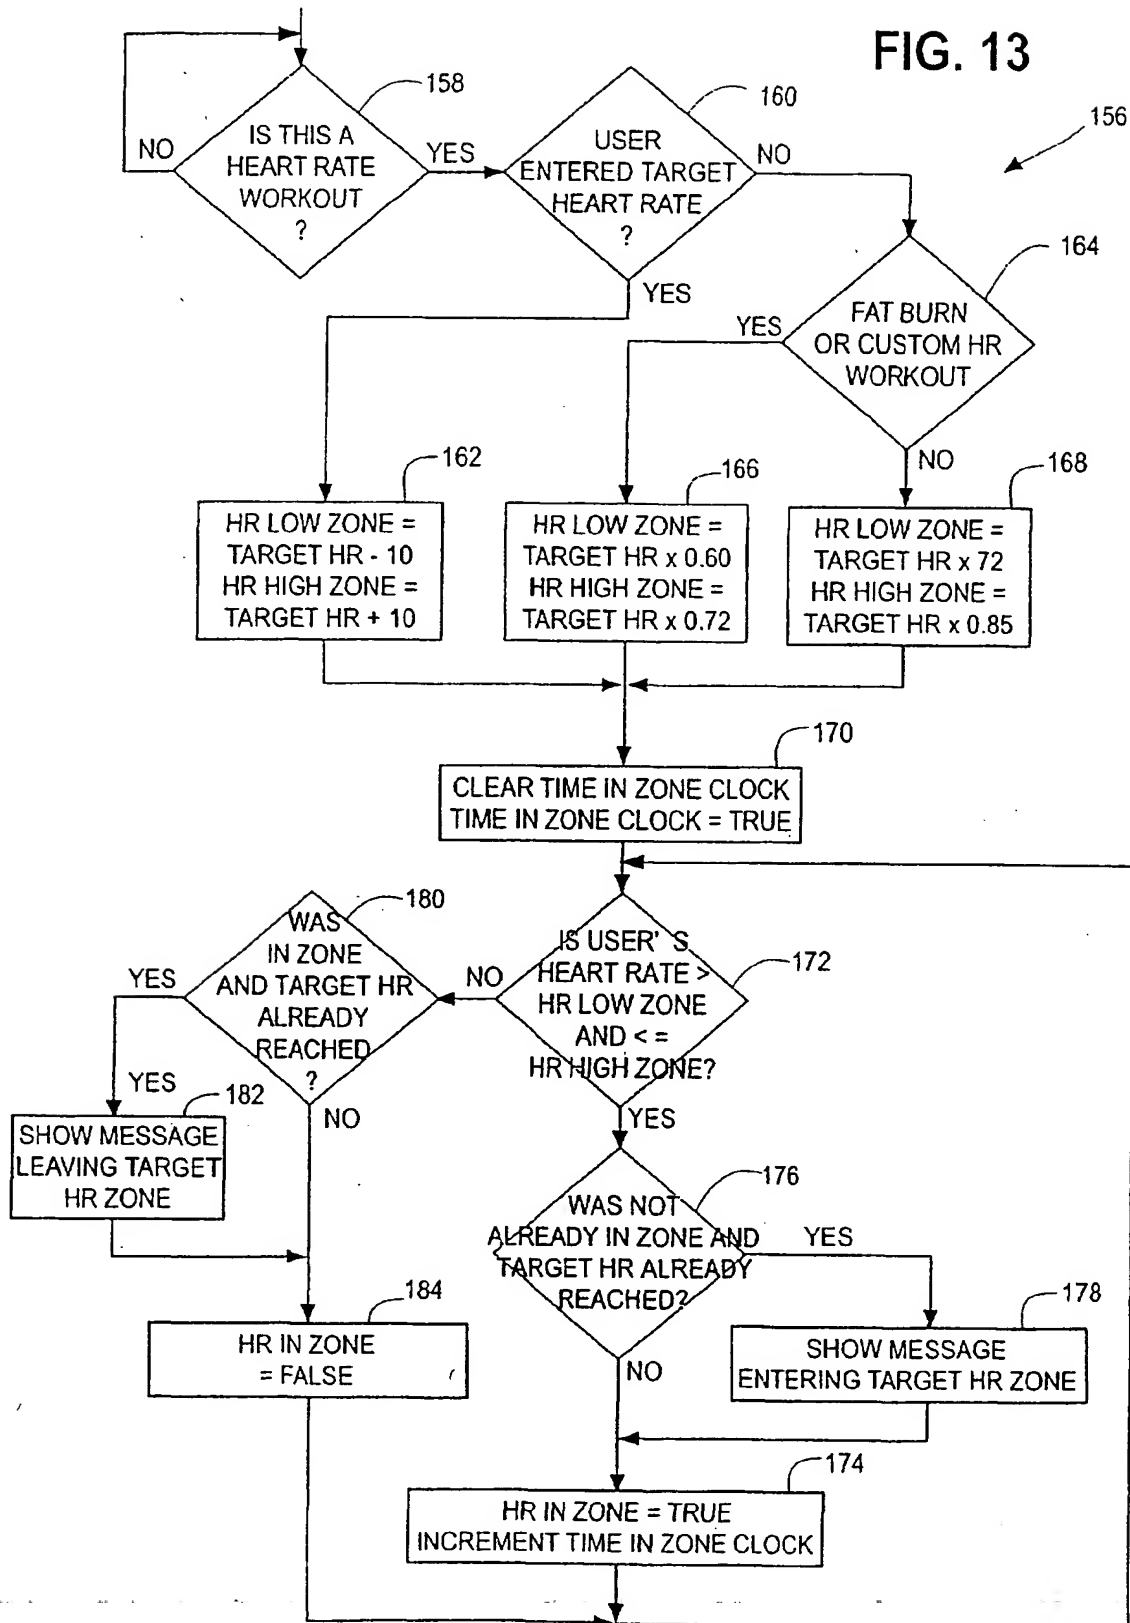 FIG. 13
156
158
IS THIS A
HEART RATE
WORKOUT
?
NO
YES
160
USER
ENTERED TARGET
HEART RATE
?
NO
YES
164
FAT BURN
OR CUSTOM HR
WORKOUT
YES
NO
162
HR LOW ZONE =
TARGET HR - 10
HR HIGH ZONE =
TARGET HR + 10
166
HR LOW ZONE =
TARGET HR x 0.60
HR HIGH ZONE =
TARGET HR x 0.72
168
HR LOW ZONE =
TARGET HR x 72
HR HIGH ZONE =
TARGET HR x 0.85
170
CLEAR TIME IN ZONE CLOCK
TIME IN ZONE CLOCK = TRUE
172
IS USER' S
HEART RATE >
HR LOW ZONE
AND < =
HR HIGH ZONE?
NO
YES
180
WAS
IN ZONE
AND TARGET HR
ALREADY
REACHED
?
YES
YES
NO
182
SHOW MESSAGE
LEAVING TARGET
HR ZONE
184
HR IN ZONE
= FALSE
176
WAS NOT
ALREADY IN ZONE AND
TARGET HR ALREADY
REACHED?
YES
NO
178
SHOW MESSAGE
ENTERING TARGET HR ZONE
174
HR IN ZONE = TRUE
INCREMENT TIME IN ZONE CLOCK